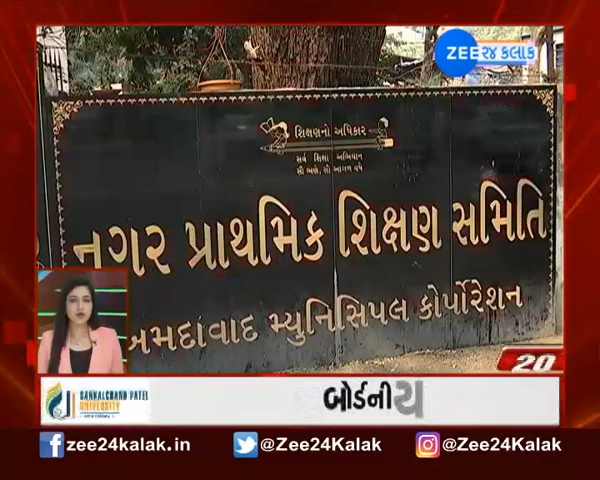 ZEE ૨૪ કલાક
શિક્ષણનો અધિકાર
સર્વ શિક્ષા અભિયાન
સૌ ભણે, સૌ આગળ વધે
નગર પ્રાથમિક શિક્ષણ સમિતિ
અમદાવાદ મ્યુનિસિપલ કોર્પોરેશન
20
SANKALCHAND PATEL
UNIVERSITY
બોર્ડની ચ
zee24kalak.in
@Zee24Kalak
@Zee24Kalak